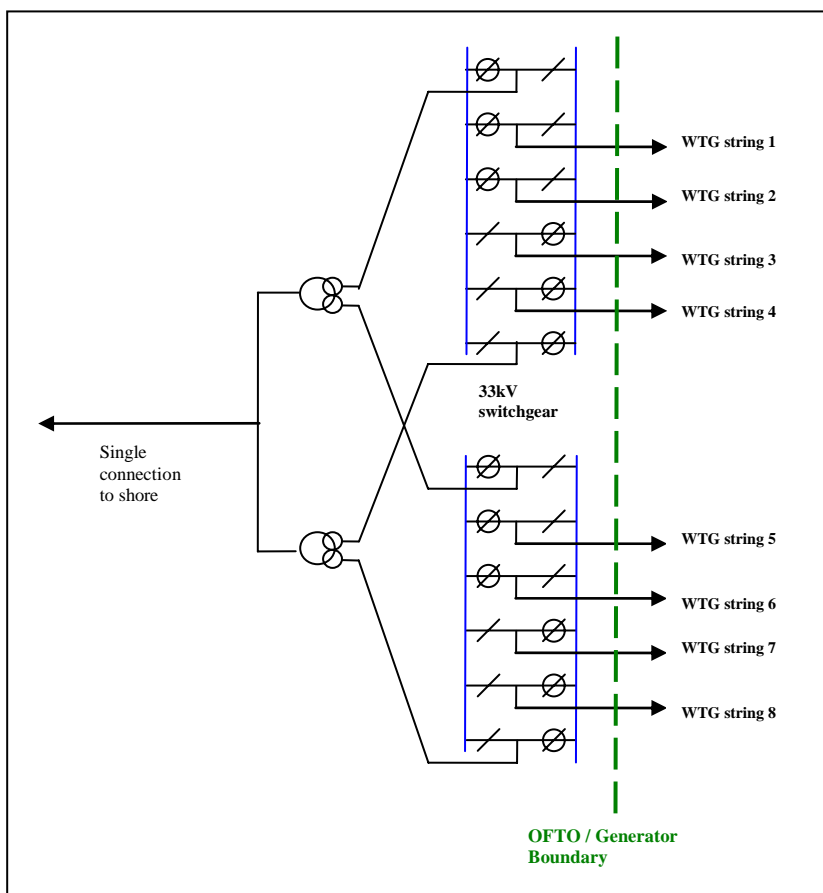 WTG string 1
WTG string 2
WTG string 3
WTG string 4
33kV
switchgear
Single
connection
to shore
WTG string 5
WTG string 6
WTG string 7
WTG string 8
OFTO / Generator
Boundary